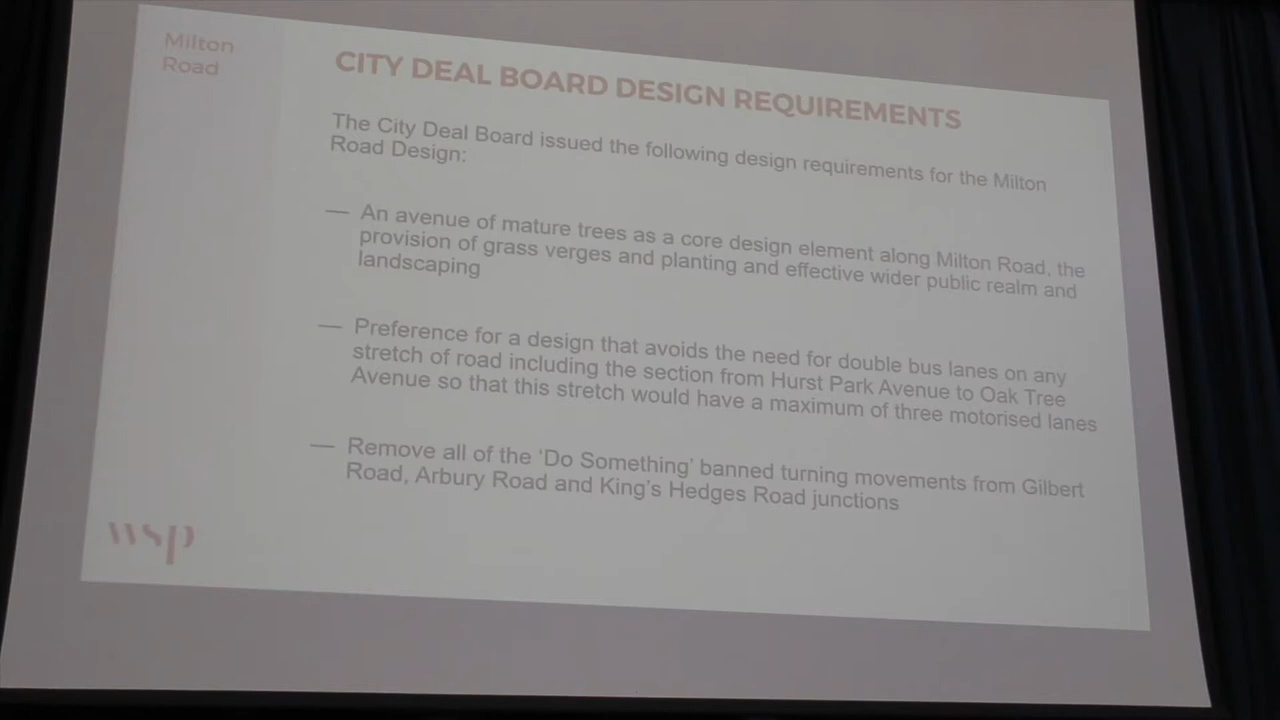 Milton
Road
CITY DEAL BOARD DESIGN REQUIREMENTS
The City Deal Board issued the following design requirements for the Milton
Road Design:
— An avenue of mature trees as a core design element along Milton Road, the
provision of grass verges and planting and effective wider public realm and
landscaping
— Preference for a design that avoids the need for double bus lanes on any
stretch of road including the section from Hurst Park Avenue to Oak Tree
Avenue so that this stretch would have a maximum of three motorised lanes
— Remove all of the ‘Do Something’ banned turning movements from Gilbert
Road, Arbury Road and King’s Hedges Road junctions
wsp